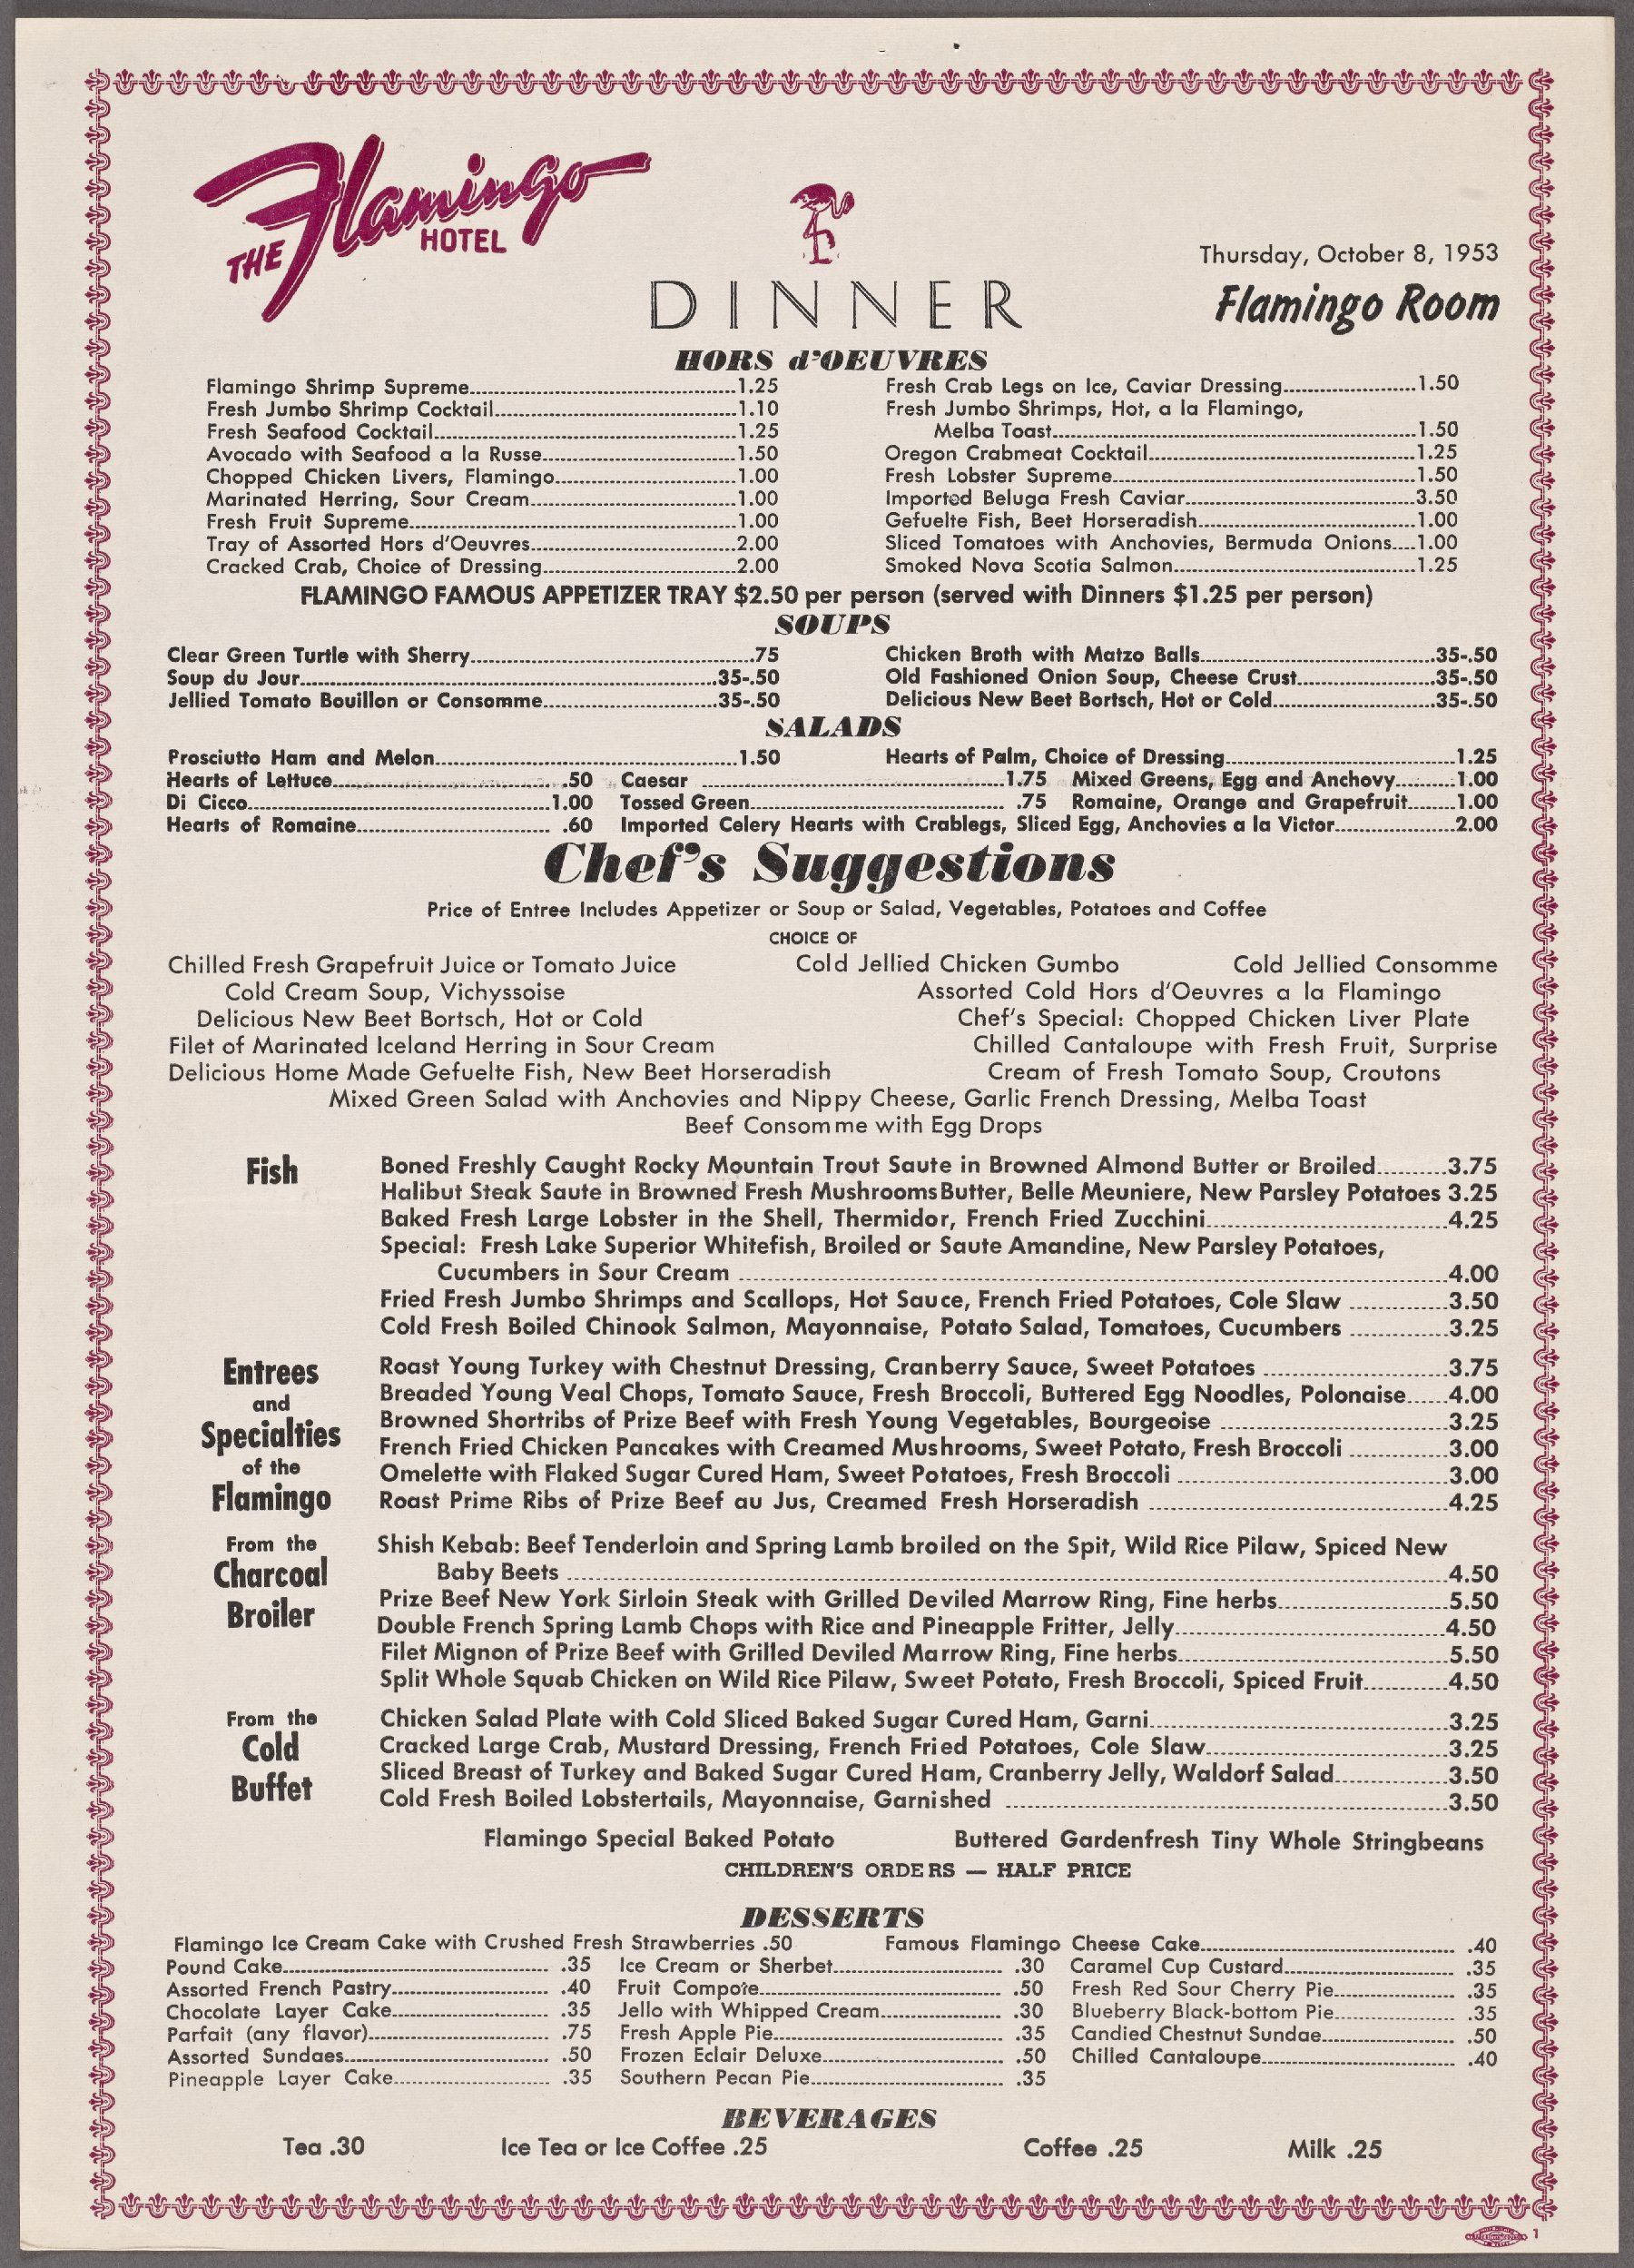 THE Flamingo HOTEL
DINNER
Thursday, October 8, 1953
Flamingo Room
HORS d'OEUVRES
Flamingo Shrimp Supreme 1.25
Fresh Jumbo Shrimp Cocktail 1.10
Fresh Seafood Cocktail 1.25
Avocado with Seafood a la Russe 1.50
Chopped Chicken Livers, Flamingo 1.00
Marinated Herring, Sour Cream 1.00
Fresh Fruit Supreme 1.00
Tray of Assorted Hors d'Oeuvres 2.00
Cracked Crab, Choice of Dressing 2.00
Fresh Crab Legs on Ice, Caviar Dressing 1.50
Fresh Jumbo Shrimps, Hot, a la Flamingo,
Melba Toast 1.50
Oregon Crabmeat Cocktail 1.25
Fresh Lobster Supreme 1.50
Imported Beluga Fresh Caviar 3.50
Gefuelte Fish, Beet Horseradish 1.00
Sliced Tomatoes with Anchovies, Bermuda Onions 1.00
Smoked Nova Scotia Salmon 1.25
FLAMINGO FAMOUS APPETIZER TRAY $2.50 per person (served with Dinners $1.25 per person)
SOUPS
Clear Green Turtle with Sherry .75
Soup du Jour .35-.50
Jellied Tomato Bouillon or Consomme .35-.50
Chicken Broth with Matzo Balls .35-.50
Old Fashioned Onion Soup, Cheese Crust .35-.50
Delicious New Beet Bortsch, Hot or Cold .35-.50
SALADS
Prosciutto Ham and Melon 1.50 Hearts of Palm, Choice of Dressing 1.25
Hearts of Lettuce .50 Caesar 1.75 Mixed Greens, Egg and Anchovy 1.00
Di Cicco 1.00 Tossed Green .75 Romaine, Orange and Grapefruit 1.00
Hearts of Romaine .60 Imported Celery Hearts with Crablegs, Sliced Egg, Anchovies a la Victor 2.00
Chef's Suggestions
Price of Entree Includes Appetizer or Soup or Salad, Vegetables, Potatoes and Coffee
CHOICE OF
Chilled Fresh Grapefruit Juice or Tomato Juice Cold Jellied Chicken Gumbo Cold Jellied Consomme
Cold Cream Soup, Vichyssoise Assorted Cold Hors d'Oeuvres a la Flamingo
Delicious New Beet Bortsch, Hot or Cold Chef's Special: Chopped Chicken Liver Plate
Filet of Marinated Iceland Herring in Sour Cream Chilled Cantaloupe with Fresh Fruit, Surprise
Delicious Home Made Gefuelte Fish, New Beet Horseradish Cream of Fresh Tomato Soup, Croutons
Mixed Green Salad with Anchovies and Nippy Cheese, Garlic French Dressing, Melba Toast
Beef Consomme with Egg Drops
Fish
Boned Freshly Caught Rocky Mountain Trout Saute in Browned Almond Butter or Broiled 3.75
Halibut Steak Saute in Browned Fresh Mushrooms Butter, Belle Meuniere, New Parsley Potatoes 3.25
Baked Fresh Large Lobster in the Shell, Thermidor, French Fried Zucchini 4.25
Special: Fresh Lake Superior Whitefish, Broiled or Saute Amandine, New Parsley Potatoes,
Cucumbers in Sour Cream 4.00
Fried Fresh Jumbo Shrimps and Scallops, Hot Sauce, French Fried Potatoes, Cole Slaw 3.50
Cold Fresh Boiled Chinook Salmon, Mayonnaise, Potato Salad, Tomatoes, Cucumbers 3.25
Entrees
and
Specialties
of the
Flamingo
Roast Young Turkey with Chestnut Dressing, Cranberry Sauce, Sweet Potatoes 3.75
Breaded Young Veal Chops, Tomato Sauce, Fresh Broccoli, Buttered Egg Noodles, Polonaise 4.00
Browned Shortribs of Prize Beef with Fresh Young Vegetables, Bourgeoise 3.25
French Fried Chicken Pancakes with Creamed Mushrooms, Sweet Potato, Fresh Broccoli 3.00
Omelette with Flaked Sugar Cured Ham, Sweet Potatoes, Fresh Broccoli 3.00
Roast Prime Ribs of Prize Beef au Jus, Creamed Fresh Horseradish 4.25
From the
Charcoal
Broiler
Shish Kebab: Beef Tenderloin and Spring Lamb broiled on the Spit, Wild Rice Pilaw, Spiced New
Baby Beets 4.50
Prize Beef New York Sirloin Steak with Grilled Deviled Marrow Ring, Fine herbs 5.50
Double French Spring Lamb Chops with Rice and Pineapple Fritter, Jelly 4.50
Filet Mignon of Prize Beef with Grilled Deviled Marrow Ring, Fine herbs 5.50
Split Whole Squab Chicken on Wild Rice Pilaw, Sweet Potato, Fresh Broccoli, Spiced Fruit 4.50
From the
Cold
Buffet
Chicken Salad Plate with Cold Sliced Baked Sugar Cured Ham, Garni 3.25
Cracked Large Crab, Mustard Dressing, French Fried Potatoes, Cole Slaw 3.25
Sliced Breast of Turkey and Baked Sugar Cured Ham, Cranberry Jelly, Waldorf Salad 3.50
Cold Fresh Boiled Lobstertails, Mayonnaise, Garnished 3.50
Flamingo Special Baked Potato Buttered Gardenfresh Tiny Whole Stringbeans
CHILDREN'S ORDERS — HALF PRICE
DESSERTS
Flamingo Ice Cream Cake with Crushed Fresh Strawberries .50 Famous Flamingo Cheese Cake .40
Pound Cake .35 Ice Cream or Sherbet .30 Caramel Cup Custard .35
Assorted French Pastry .40 Fruit Compote .50 Fresh Red Sour Cherry Pie .35
Chocolate Layer Cake .35 Jello with Whipped Cream .30 Blueberry Black-bottom Pie .35
Parfait (any flavor) .75 Fresh Apple Pie .35 Candied Chestnut Sundae .50
Assorted Sundaes .50 Frozen Eclair Deluxe .50 Chilled Cantaloupe .40
Pineapple Layer Cake .35 Southern Pecan Pie .35
BEVERAGES
Tea .30 Ice Tea or Ice Coffee .25 Coffee .25 Milk .25
1